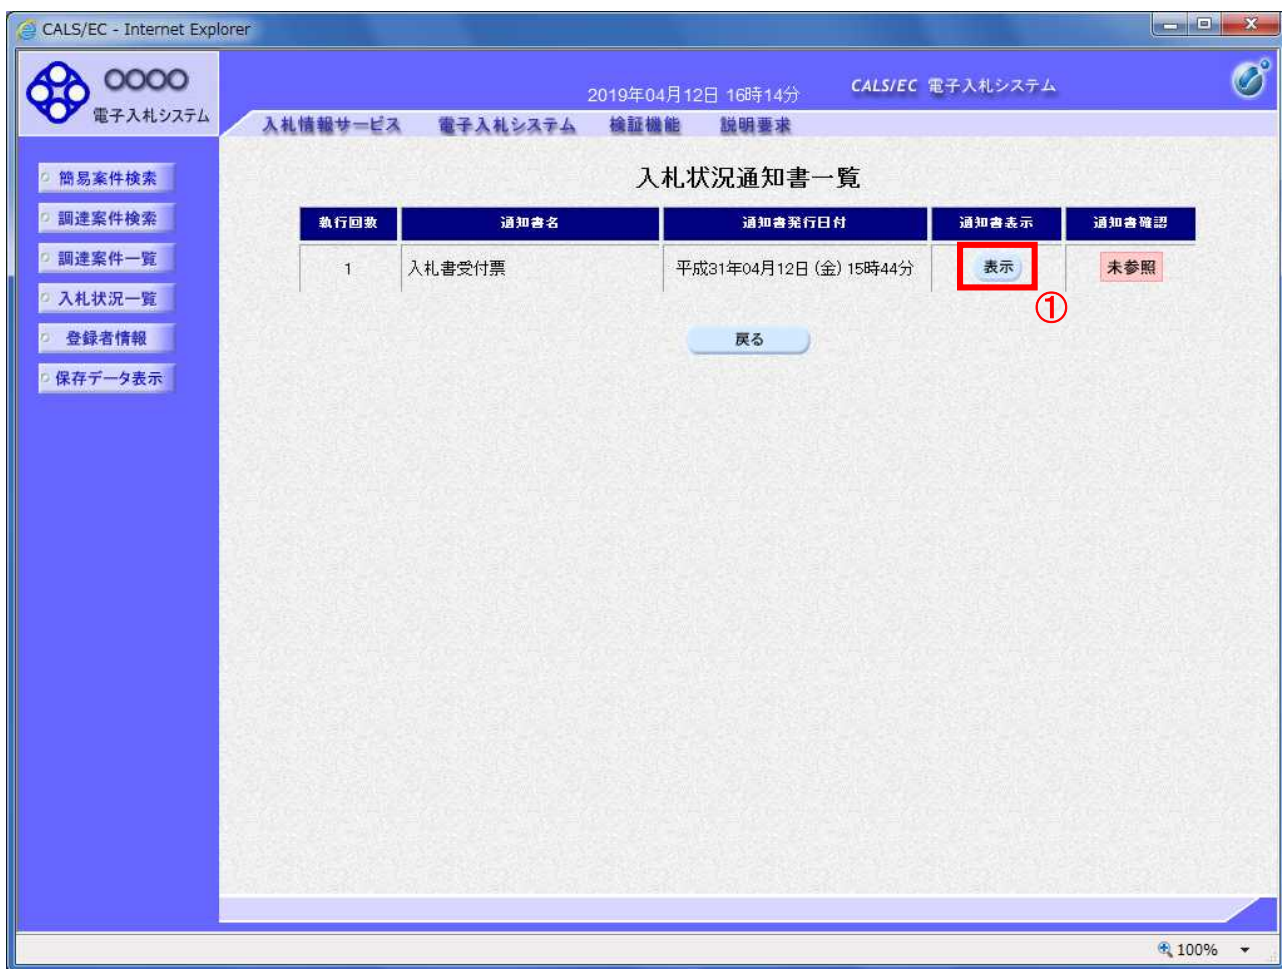 CALS/EC - Internet Explorer
○○○○
電子入札システム
2019年04月12日 16時14分
CALS/EC 電子入札システム
入札情報サービス 電子入札システム 検証機能 説明要求
簡易案件検索
調達案件検索
調達案件一覧
入札状況一覧
登録者情報
保存データ表示
入札状況通知書一覧
執行回数 通知書名 通知書発行日付 通知書表示 通知書確認
1 入札書受付票 平成31年04月12日(金) 15時44分 表示 未参照
①
戻る
100%